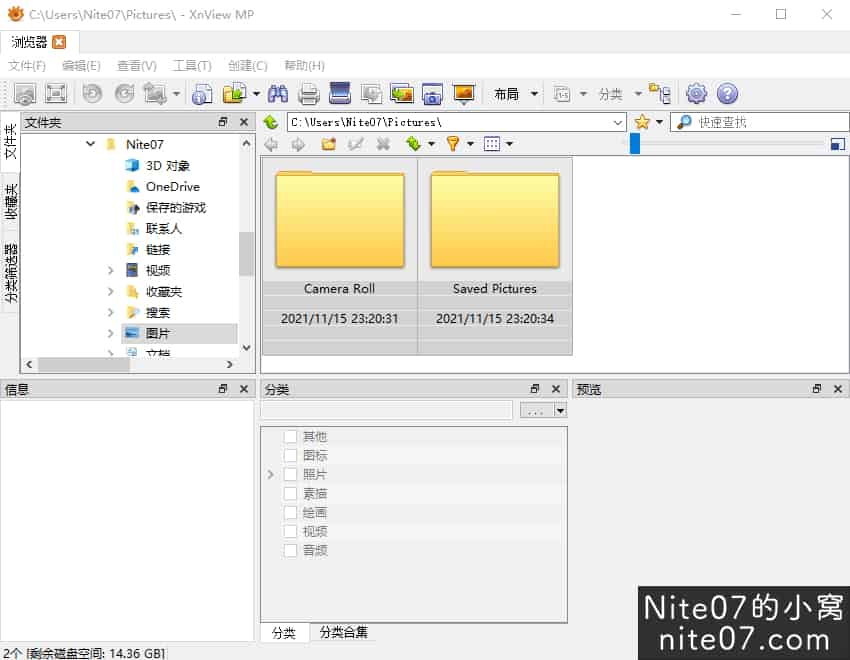 C:\Users\Nite07\Pictures\ - XnView MP
浏览器
文件(F) 编辑(E) 查看(V) 工具(T) 创建(C) 帮助(H)
布局 分类
文件夹
文件夹
收藏夹
分类筛选器
Nite07
3D 对象
OneDrive
保存的游戏
联系人
链接
视频
收藏夹
搜索
图片
文档
C:\Users\Nite07\Pictures\
快速查找
Camera Roll
2021/11/15 23:20:31
Saved Pictures
2021/11/15 23:20:34
信息
分类
...
其他
图标
照片
素描
绘画
视频
音频
分类 分类合集
预览
2个 [剩余磁盘空间: 14.36 GB]
Nite07的小窝
nite07.com